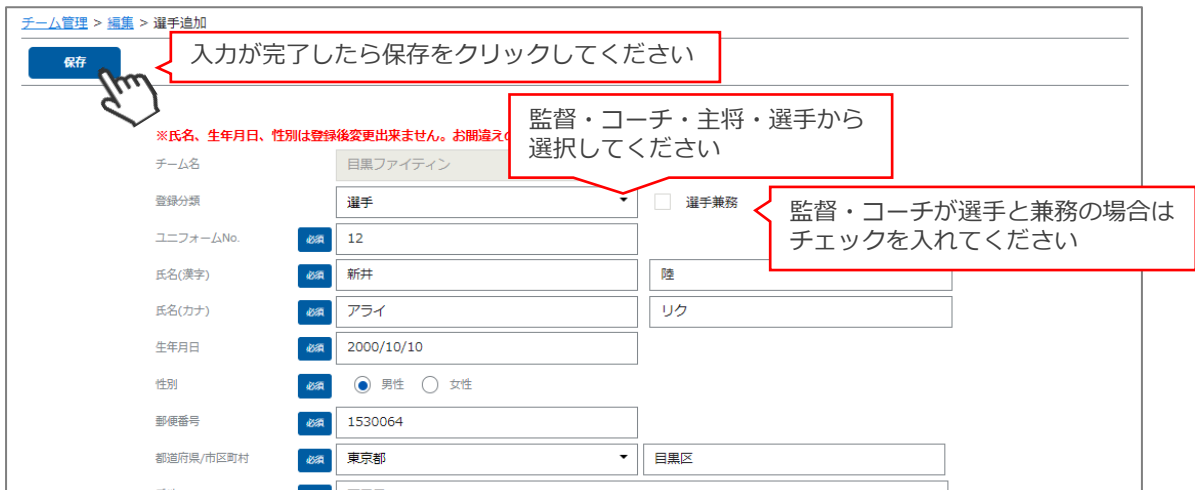 チーム管理 > 編集 > 選手追加
保存
入力が完了したら保存をクリックしてください
監督・コーチ・主将・選手から
選択してください
※氏名、生年月日、性別は登録後変更出来ません。お間違え
チーム名 目黒ファイティン
登録分類 選手 選手兼務
監督・コーチが選手と兼務の場合は
チェックを入れてください
ユニフォームNo. 必須 12
氏名(漢字) 必須 新井 陸
氏名(カナ) 必須 アライ リク
生年月日 必須 2000/10/10
性別 必須 男性 女性
郵便番号 必須 1530064
都道府県/市区町村 必須 東京都 目黒区